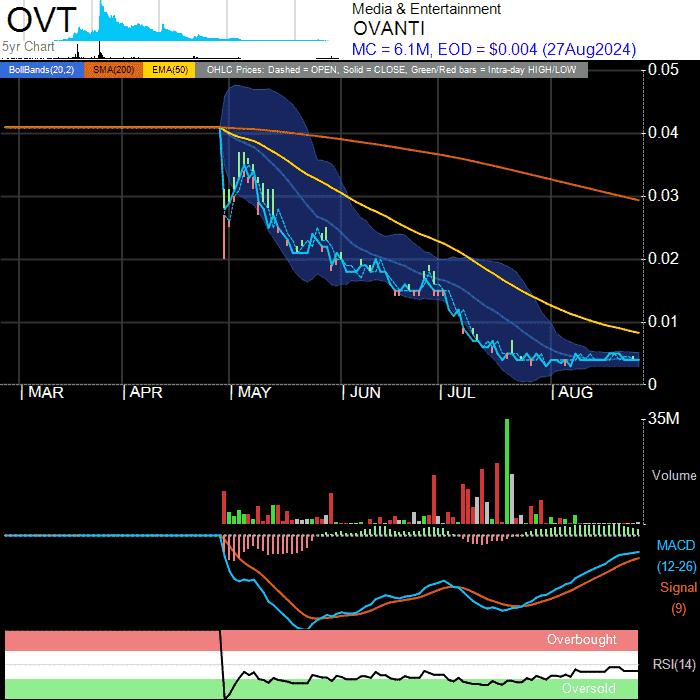 OVT
5yr Chart
Media & Entertainment
OVANTI
MC = 6.1M, EOD = $0.004 (27Aug2024)
BollBands(20,2) SMA(200) EMA(50) OHLC Prices: Dashed = OPEN, Solid = CLOSE, Green/Red bars = Intra-day HIGH/LOW
0.05
0.04
0.03
0.02
0.01
0
MAR APR MAY JUN JUL AUG
35M
Volume
MACD
(12-26)
Signal
(9)
Overbought
RSI(14)
Oversold